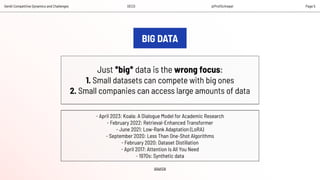 GenAI Competitive Dynamics and Challenges
OECD
@ProfSchrepel
Page 5
BIG DATA
Just *big* data is the wrong focus:
1. Small datasets can compete with big ones
2. Small companies can access large amounts of data
- April 2023: Koala: A Dialogue Model for Academic Research
- February 2022: Retrieval-Enhanced Transformer
- June 2021: Low-Rank Adaptation (LoRA)
- September 2020: Less Than One-Shot Algorithms
- February 2020: Dataset Distillation
- April 2017: Attention Is All You Need
- 1970s: Synthetic data